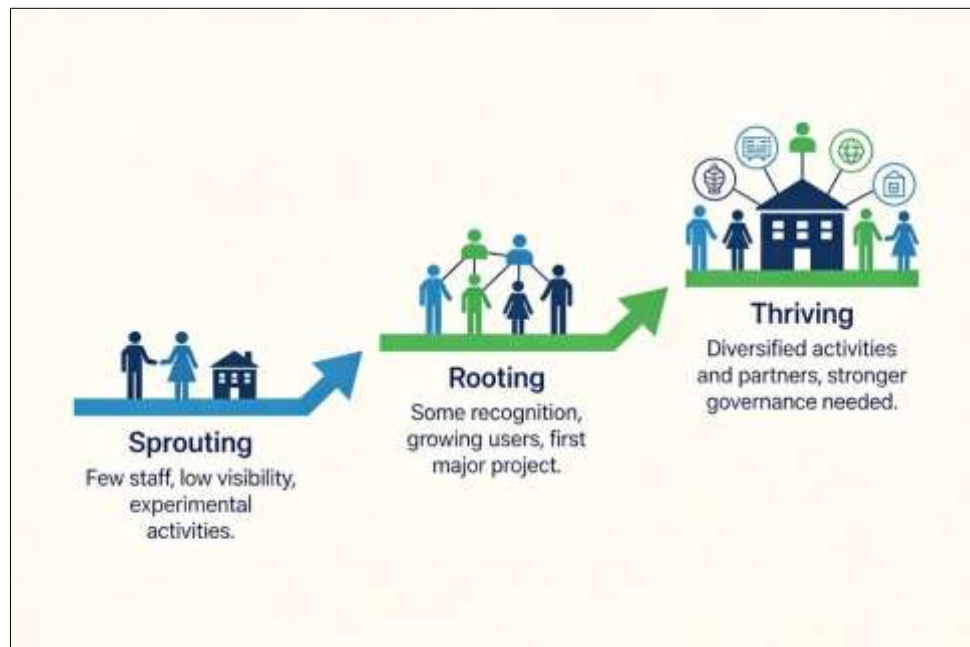 Sprouting
Few staff, low visibility,
experimental
activities.
Rooting
Some recognition,
growing users, first
major project.
Thriving
Diversified activities
and partners, stronger
governance needed.